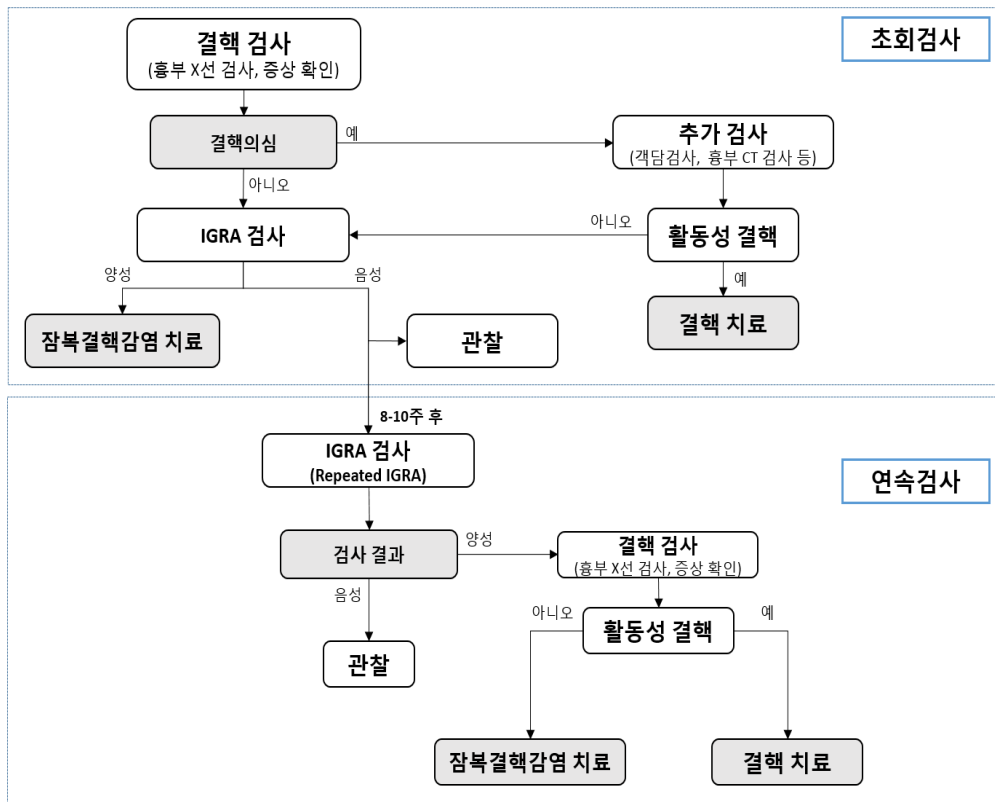 초회검사
결핵 검사
(흉부 X선 검사, 증상 확인)
결핵의심
예
추가 검사
(객담검사, 흉부 CT 검사 등)
아니오
IGRA 검사
아니오
활동성 결핵
양성
음성
예
잠복결핵감염 치료
관찰
결핵 치료
8-10주 후
IGRA 검사
(Repeated IGRA)
연속검사
검사 결과
양성
결핵 검사
(흉부 X선 검사, 증상 확인)
음성
아니오
활동성 결핵
예
관찰
잠복결핵감염 치료
결핵 치료